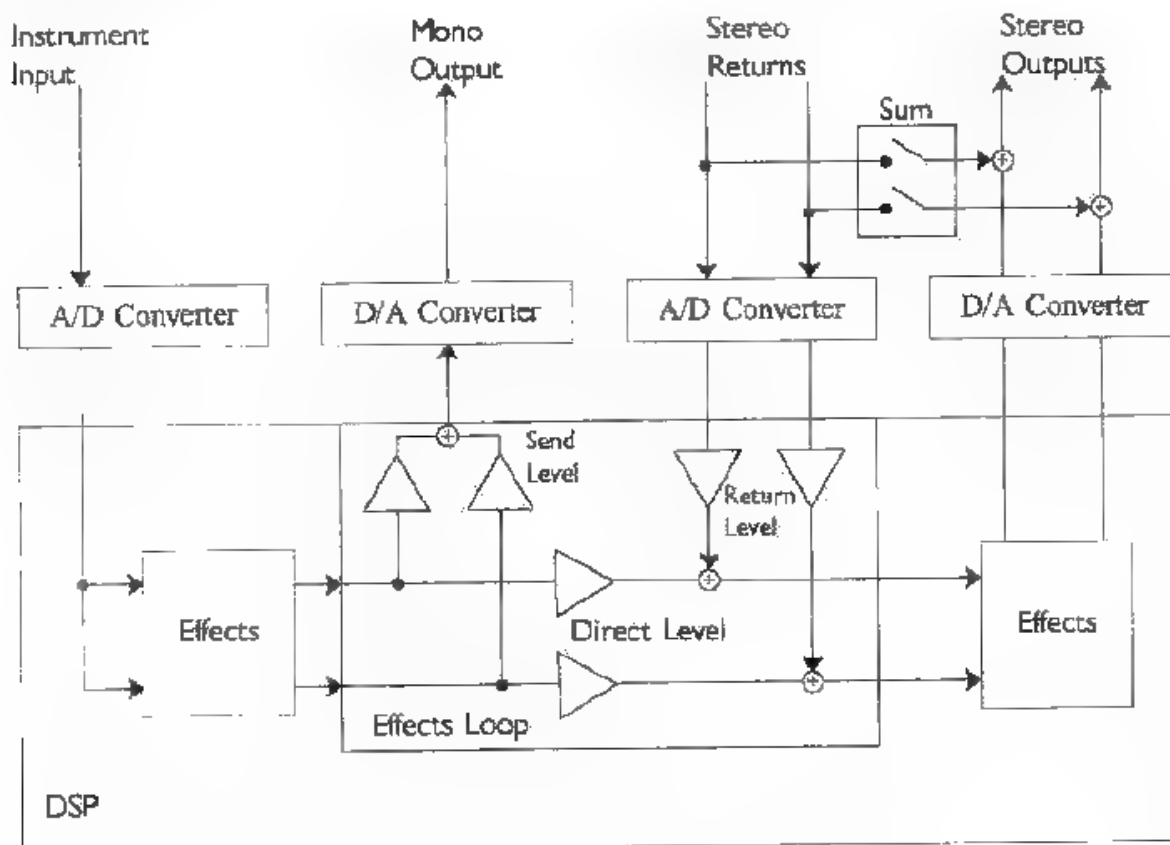 Instrument
Input
Mono
Output
Stereo
Returns
Stereo
Outputs
Sum
A/D Converter
D/A Converter
A/D Converter
D/A Converter
Send
Level
Return
Level
Effects
Direct Level
Effects
Effects Loop
DSP